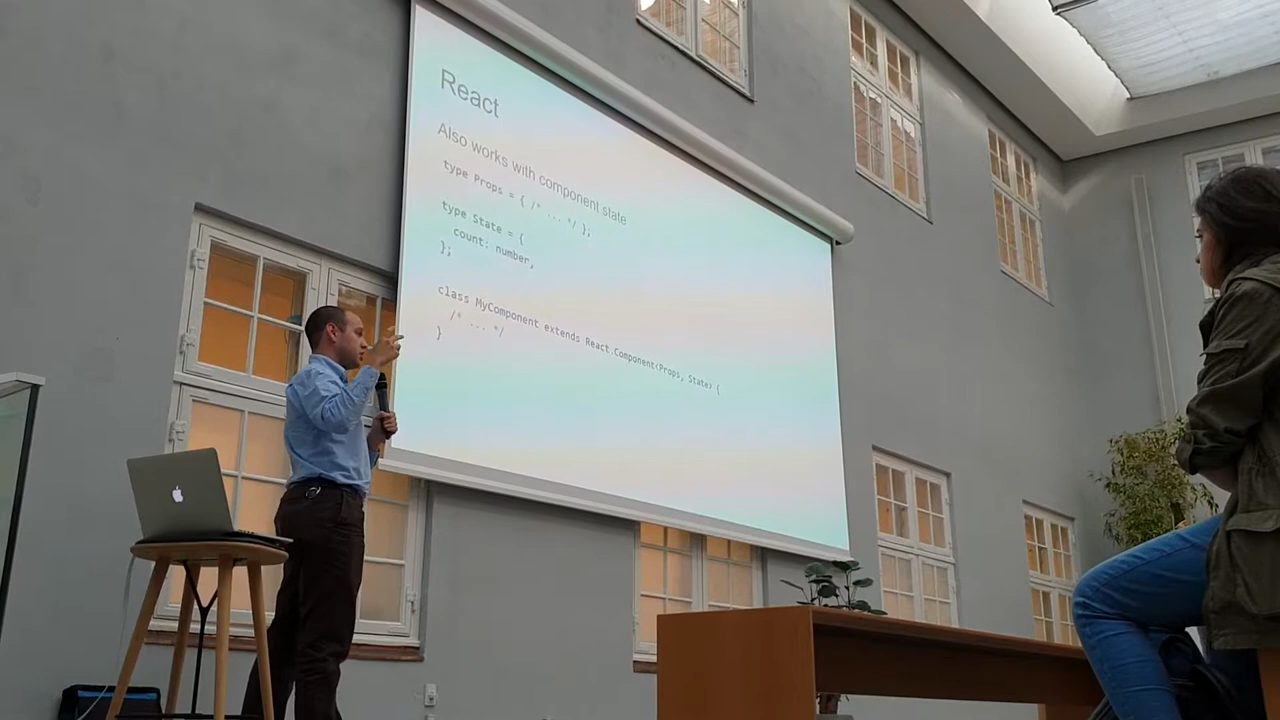 React
Also works with component state
type Props = { /* ... */ };
type State = {
count: number,
};
class MyComponent extends React.Component<Props, State> {
/* ... */
}